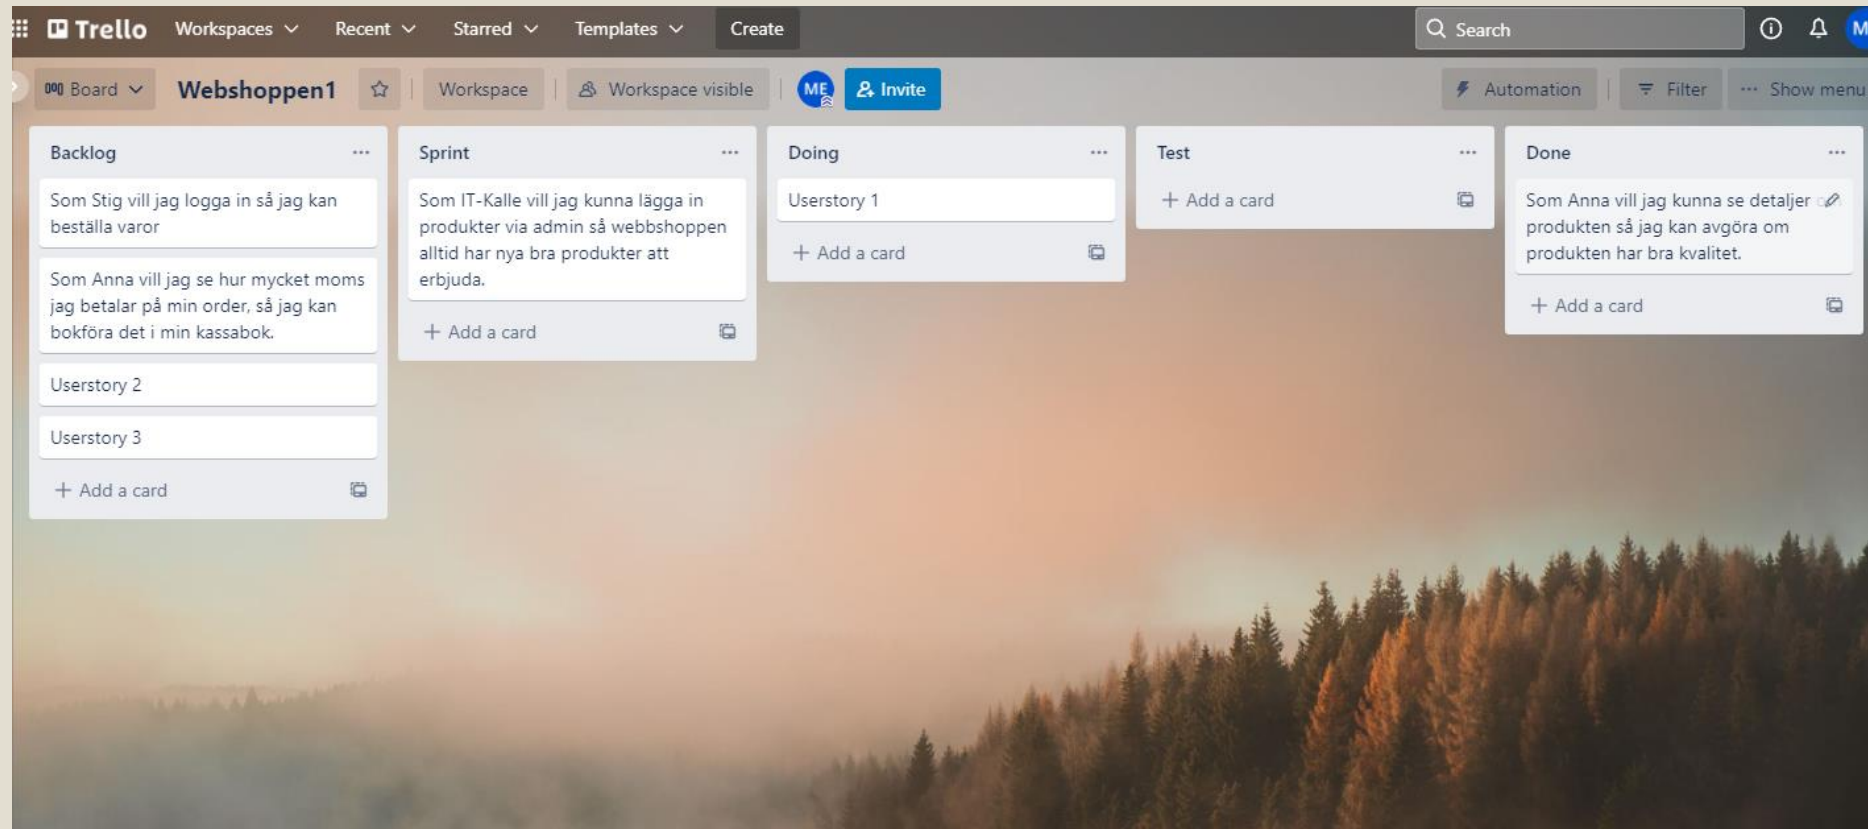 Trello Workspaces Recent Starred Templates Create Search
Board Webshoppen1 Workspace Workspace visible ME Invite Automation Filter Show menu
Backlog
Som Stig vill jag logga in så jag kan
beställa varor
Som Anna vill jag se hur mycket moms
jag betalar på min order, så jag kan
bokföra det i min kassabok.
Userstory 2
Userstory 3
+ Add a card
Sprint
Som IT-Kalle vill jag kunna lägga in
produkter via admin så webbshoppen
alltid har nya bra produkter att
erbjuda.
+ Add a card
Doing
Userstory 1
+ Add a card
Test
+ Add a card
Done
Som Anna vill jag kunna se detaljer
produkten så jag kan avgöra om
produkten har bra kvalitet.
+ Add a card